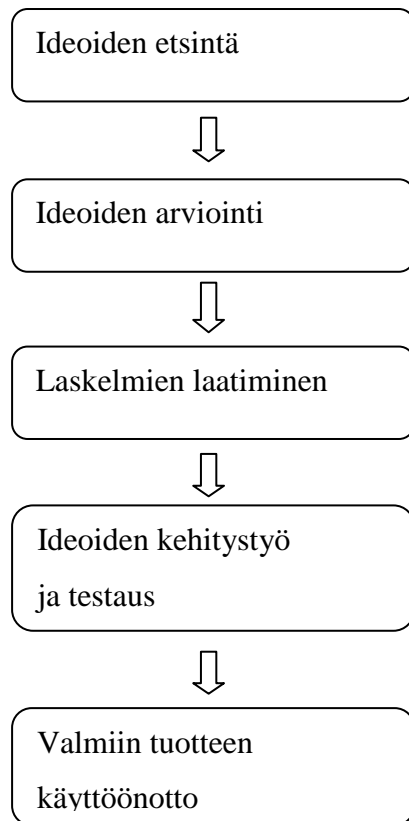 Ideoiden etsintä
Ideoiden arviointi
Laskelmien laatiminen
Ideoiden kehitystyö
ja testaus
Valmiin tuotteen
käyttöönotto